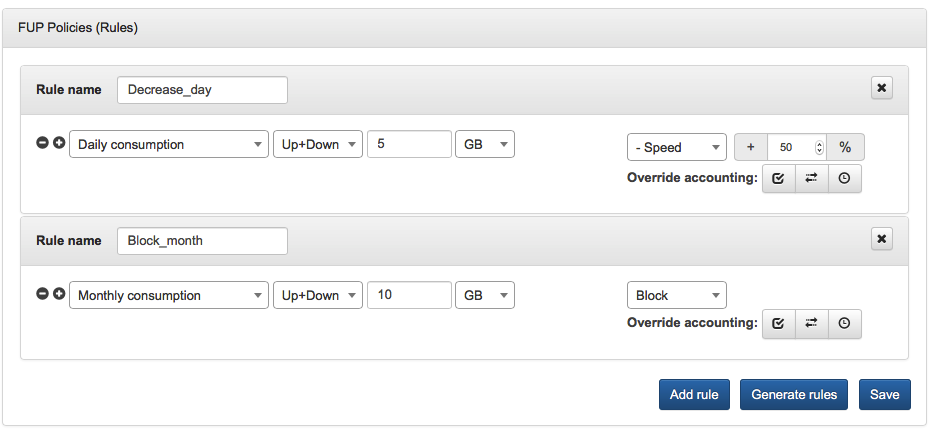 FUP Policies (Rules)
Rule name Decrease_day
Daily consumption Up+Down 5 GB - Speed + 50 %
Override accounting:
Rule name Block_month
Monthly consumption Up+Down 10 GB Block
Override accounting:
Add rule Generate rules Save